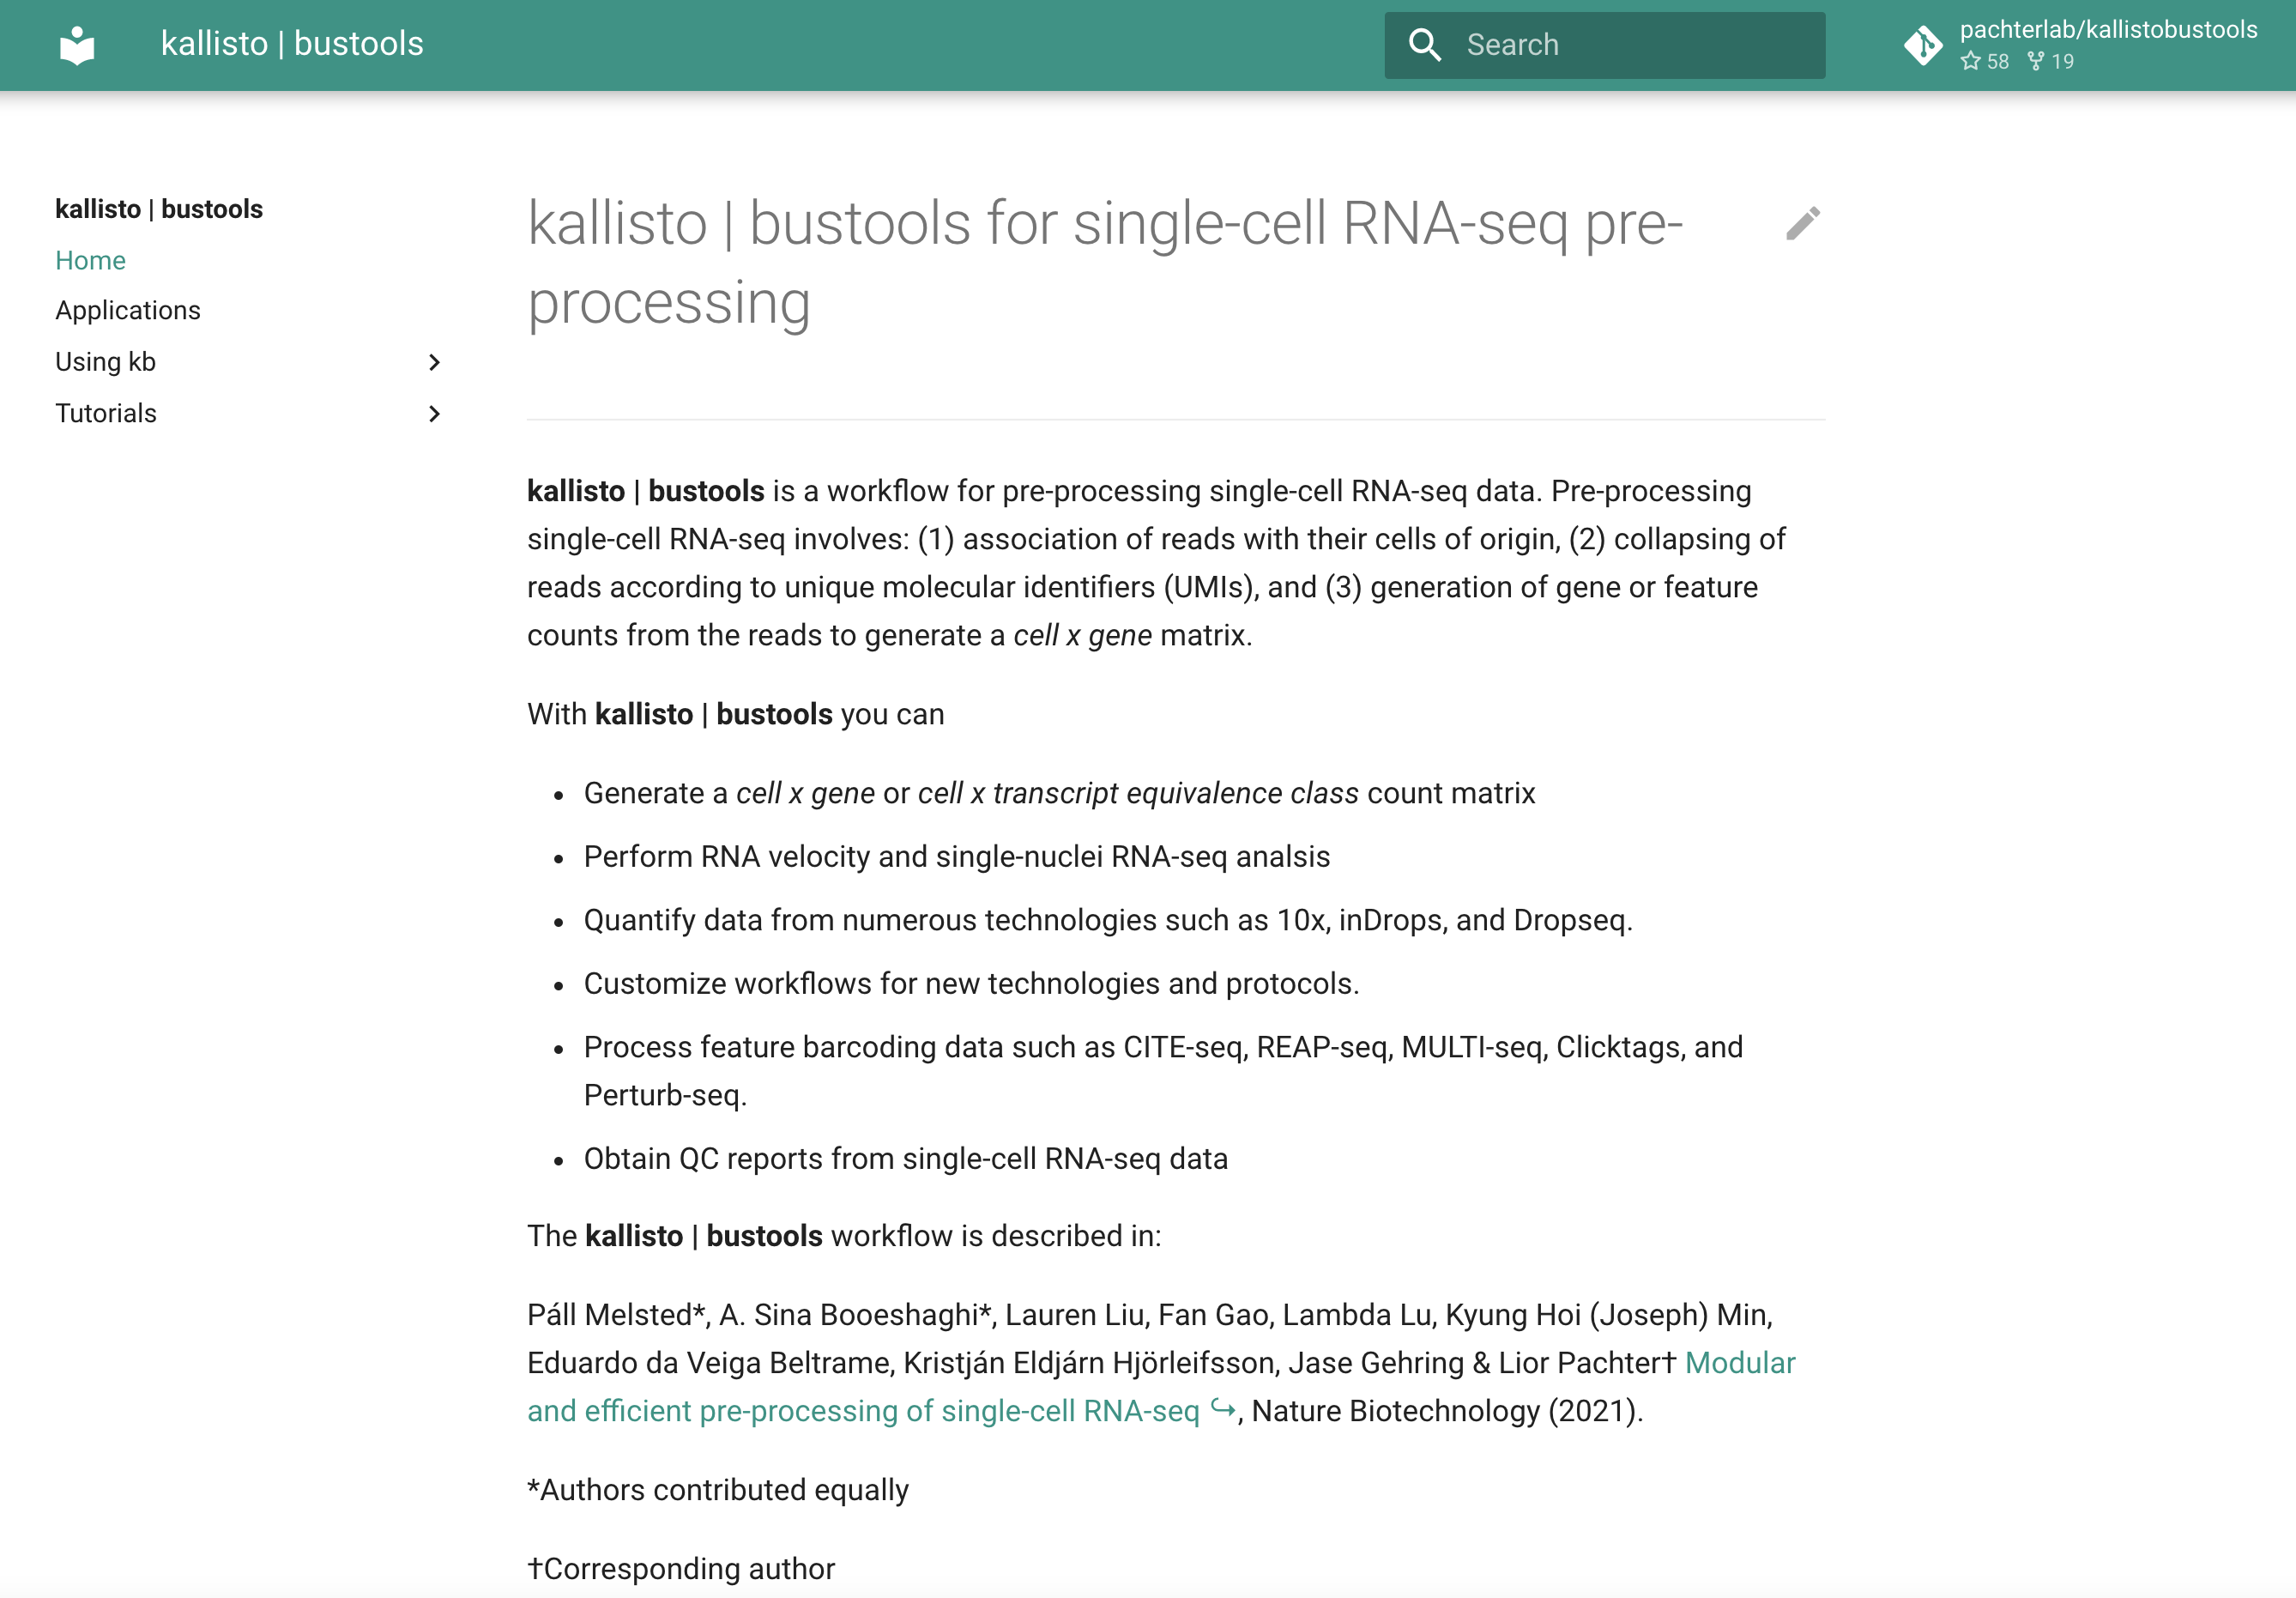 kallisto | bustools
Search
pachterlab/kallistobustools
58 19
kallisto | bustools
Home
Applications
Using kb
Tutorials
kallisto | bustools for single-cell RNA-seq pre-
processing
kallisto | bustools is a workflow for pre-processing single-cell RNA-seq data. Pre-processing
single-cell RNA-seq involves: (1) association of reads with their cells of origin, (2) collapsing of
reads according to unique molecular identifiers (UMIs), and (3) generation of gene or feature
counts from the reads to generate a cell x gene matrix.
With kallisto | bustools you can
• Generate a cell x gene or cell x transcript equivalence class count matrix
• Perform RNA velocity and single-nuclei RNA-seq analsis
• Quantify data from numerous technologies such as 10x, inDrops, and Dropseq.
• Customize workflows for new technologies and protocols.
• Process feature barcoding data such as CITE-seq, REAP-seq, MULTI-seq, Clicktags, and
Perturb-seq.
• Obtain QC reports from single-cell RNA-seq data
The kallisto | bustools workflow is described in:
Páll Melsted*, A. Sina Booeshaghi*, Lauren Liu, Fan Gao, Lambda Lu, Kyung Hoi (Joseph) Min,
Eduardo da Veiga Beltrame, Kristján Eldjárn Hjörleifsson, Jase Gehring & Lior Pachter† Modular
and efficient pre-processing of single-cell RNA-seq ↪, Nature Biotechnology (2021).
*Authors contributed equally
†Corresponding author